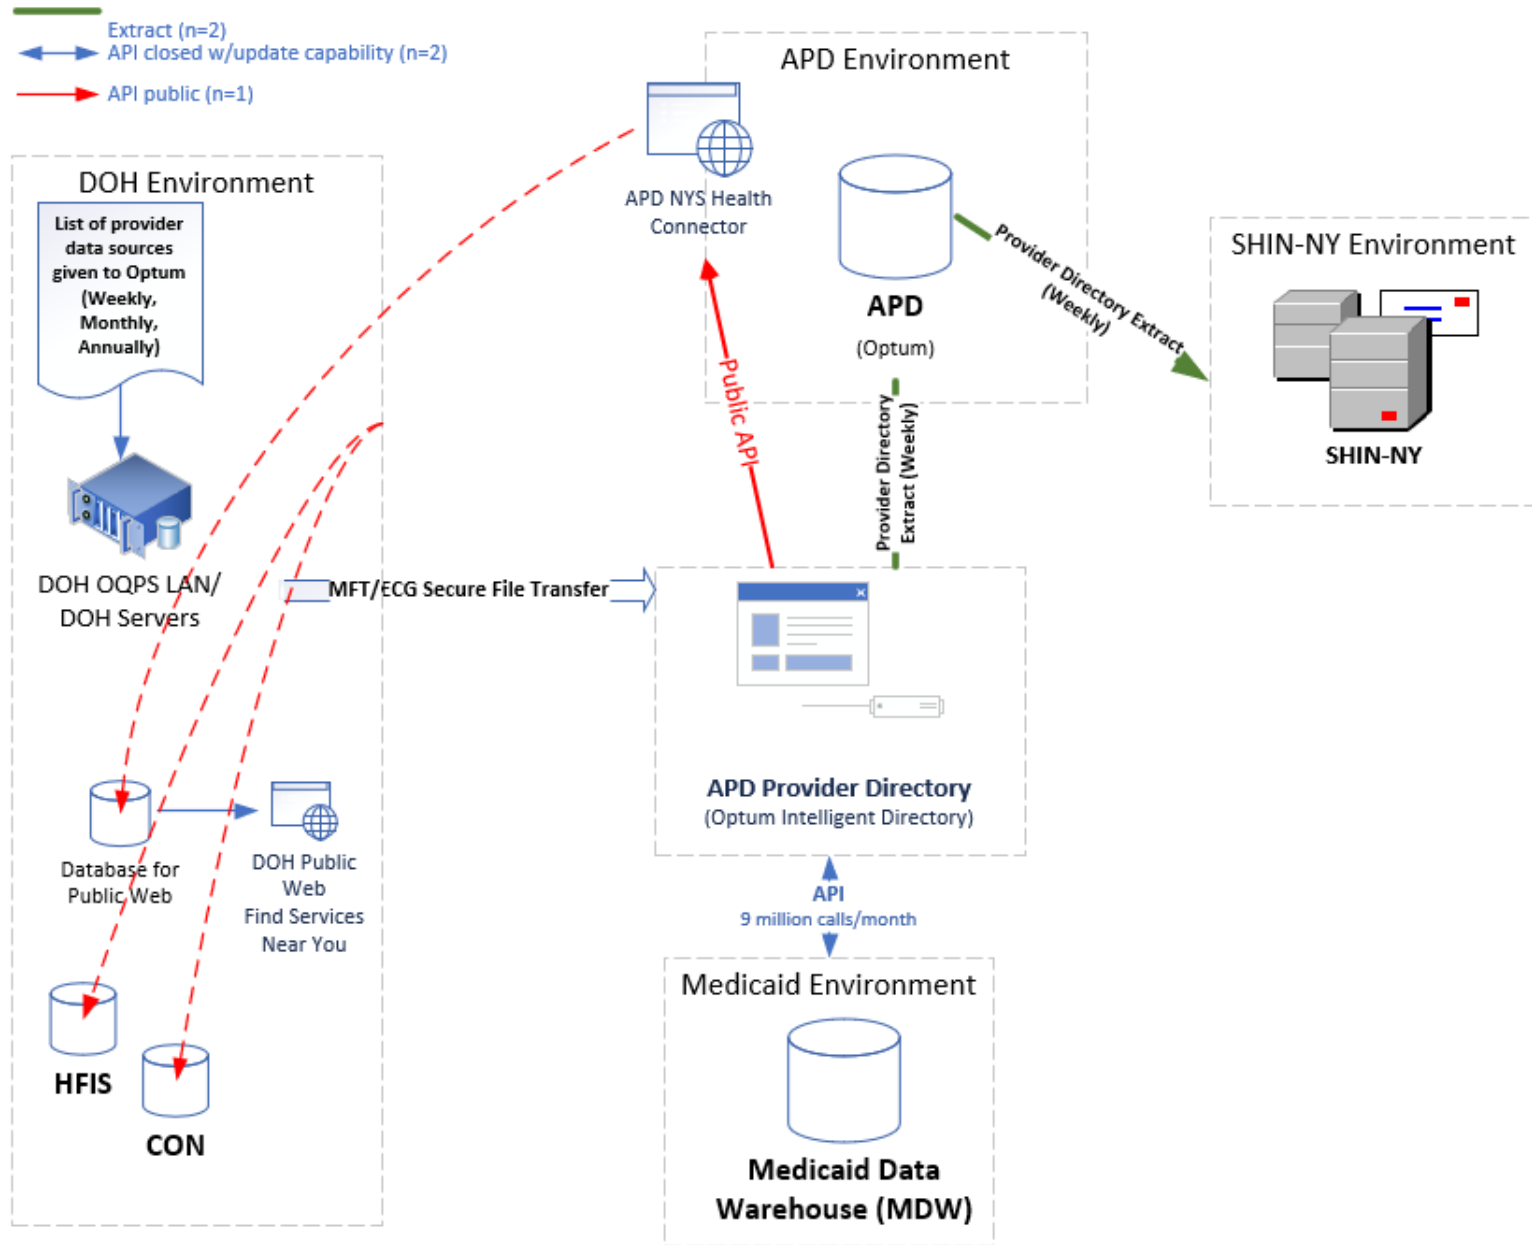 Extract (n=2)
API closed w/update capability (n=2)
API public (n=1)
APD Environment
APD NYS Health
Connector
APD
(Optum)
DOH Environment
List of provider
data sources
given to Optum
(Weekly,
Monthly,
Annually)
DOH OQPS LAN/
DOH Servers
Provider Directory Extract
(Weekly)
SHIN-NY Environment
SHIN-NY
Public API
Provider Directory
Extract (Weekly)
MFT/ECG Secure File Transfer
APD Provider Directory
(Optum Intelligent Directory)
Database for
Public Web
DOH Public
Web
Find Services
Near You
HFIS
CON
API
9 million calls/month
Medicaid Environment
Medicaid Data
Warehouse (MDW)